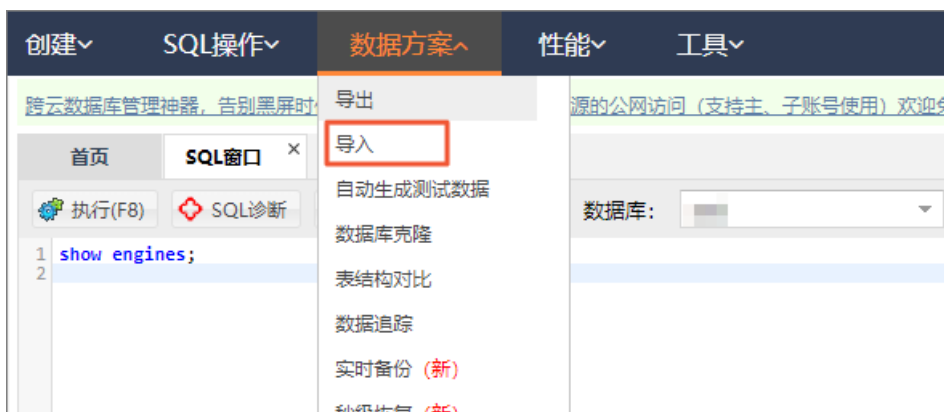 创建 SQL操作 数据方案 性能 工具
跨云数据库管理神器，告别黑屏时 源的公网访问（支持主、子账号使用）欢迎
导出
导入
首页 SQL窗口 ×
自动生成测试数据
执行(F8) SQL诊断 数据库：
数据库克隆
1 show engines;
2
表结构对比
数据追踪
实时备份（新）
秒级恢复（新）